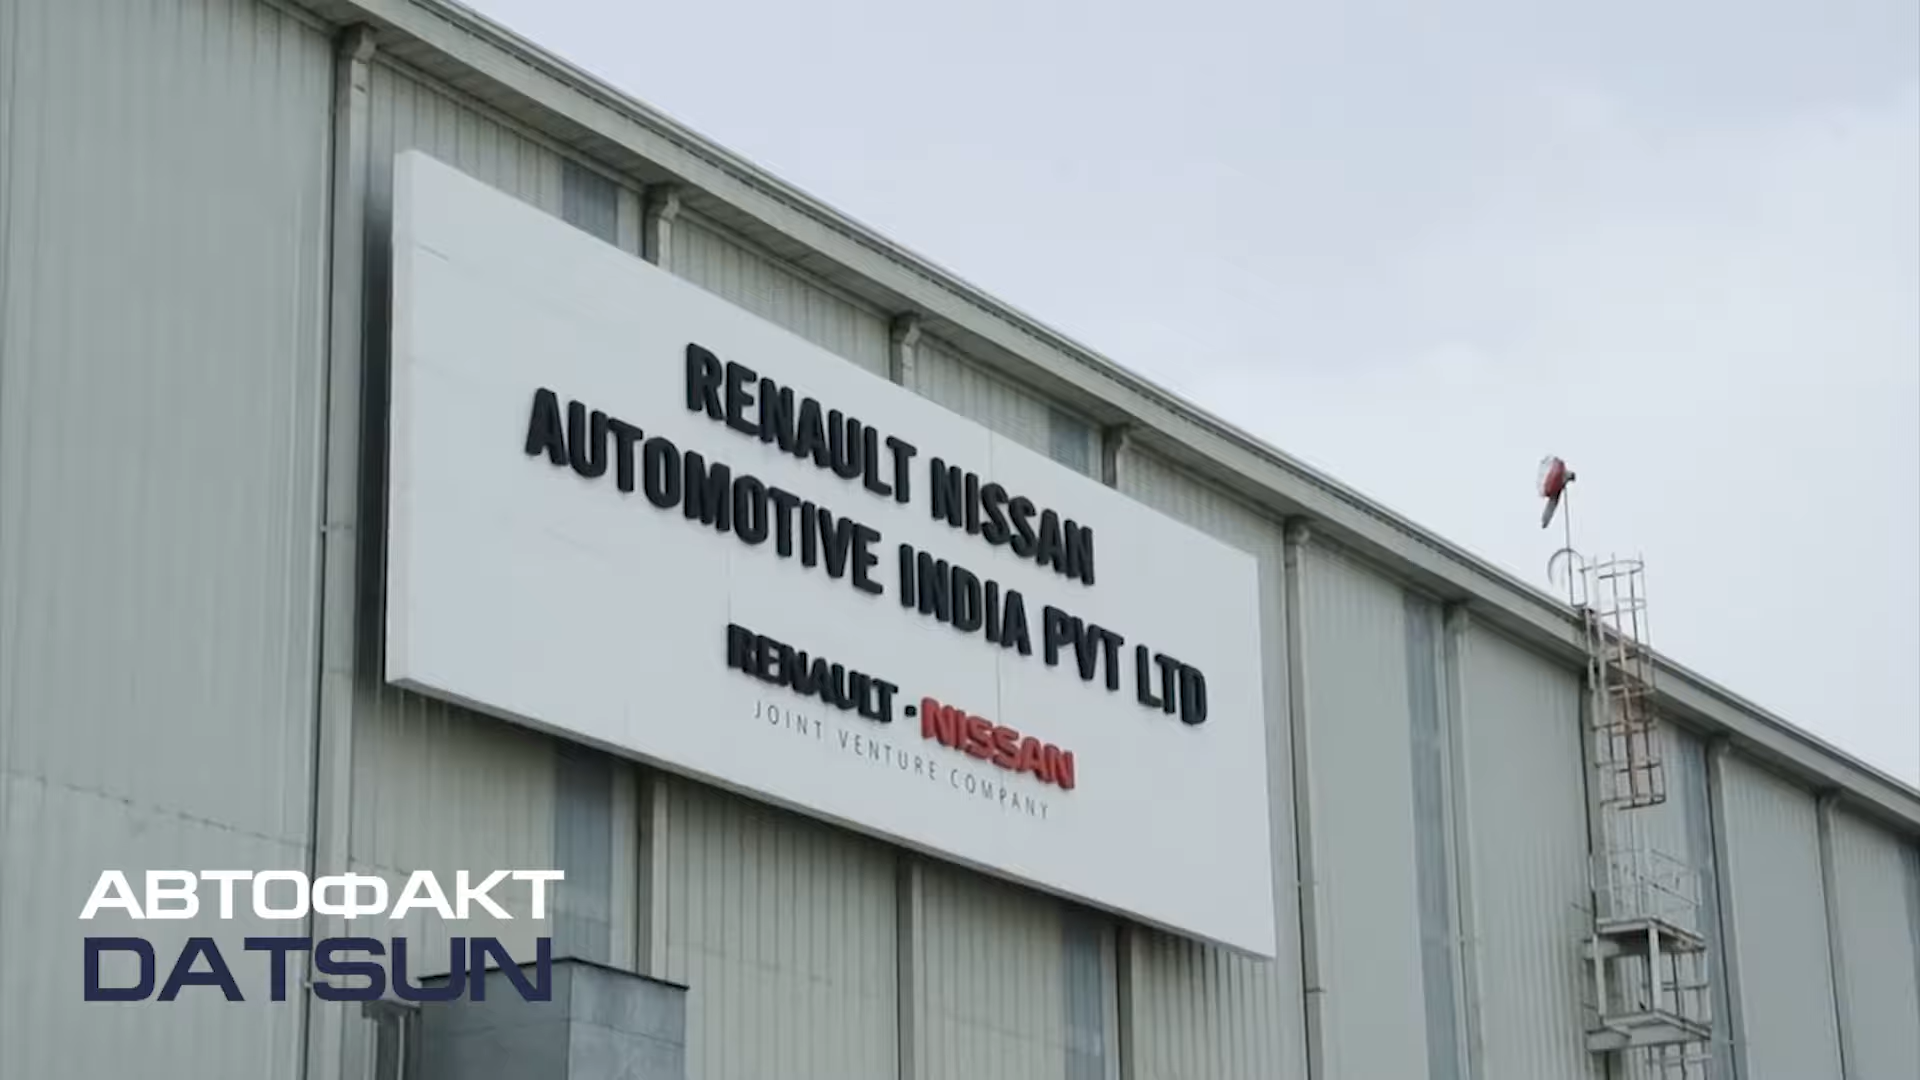 RENAULT NISSAN
AUTOMOTIVE INDIA PVT LTD
RENAULT · NISSAN
JOINT VENTURE COMPANY
АВТОФАКТ
DATSUN